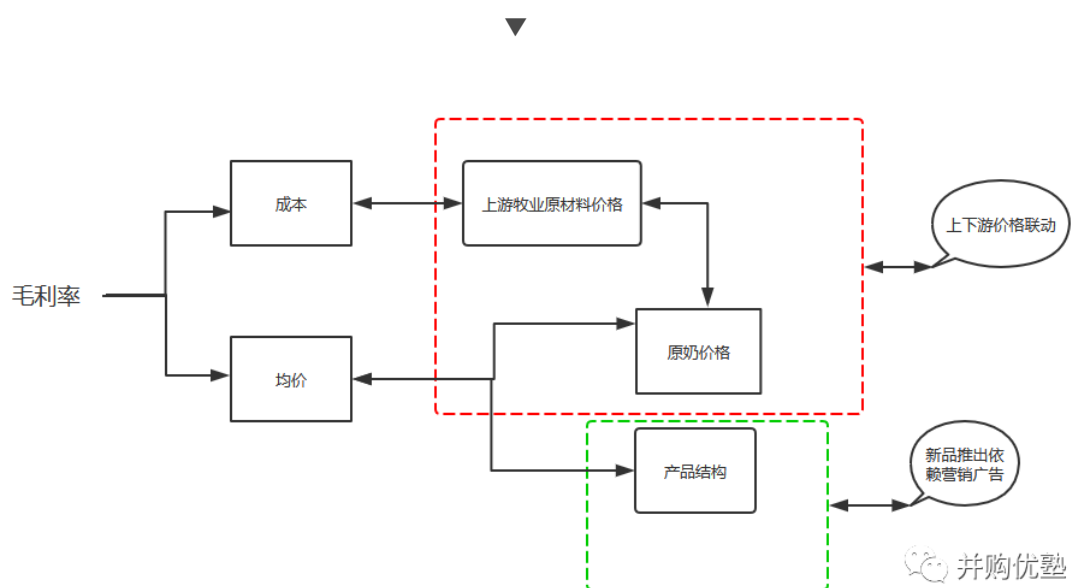 成本
上游牧业原材料价格
上下游价格联动
毛利率
原奶价格
均价
产品结构
新品推出依
赖营销广告
并购优塾